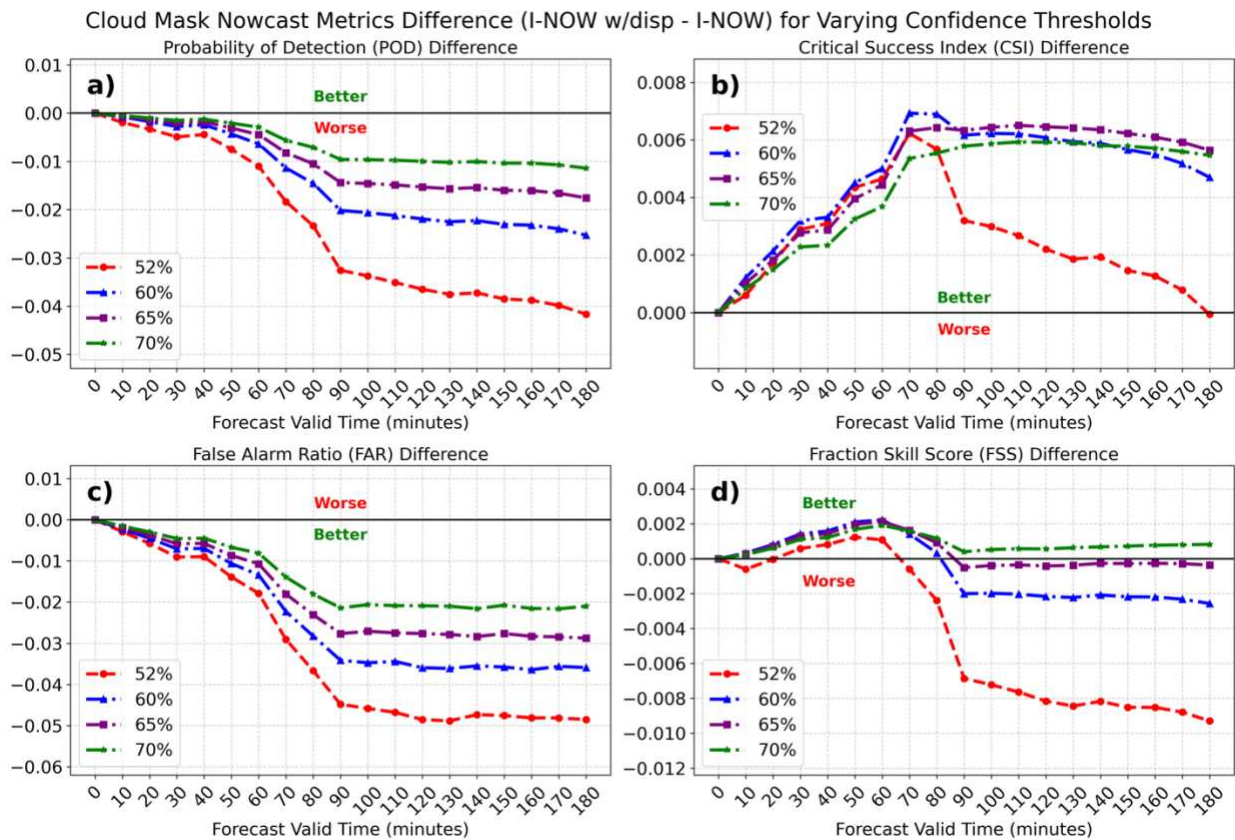 Cloud Mask Nowcast Metrics Difference (I-NOW w/disp - I-NOW) for Varying Confidence Thresholds
Probability of Detection (POD) Difference
a)
0.01
0.00
−0.01
−0.02
−0.03
−0.04
−0.05
Better
Worse
52%
60%
65%
70%
0 10 20 30 40 50 60 70 80 90 100 110 120 130 140 150 160 170 180
Forecast Valid Time (minutes)
Critical Success Index (CSI) Difference
b)
0.008
0.006
0.004
0.002
0.000
52%
60%
65%
70%
Better
Worse
0 10 20 30 40 50 60 70 80 90 100 110 120 130 140 150 160 170 180
Forecast Valid Time (minutes)
False Alarm Ratio (FAR) Difference
c)
0.01
0.00
−0.01
−0.02
−0.03
−0.04
−0.05
−0.06
Worse
Better
52%
60%
65%
70%
0 10 20 30 40 50 60 70 80 90 100 110 120 130 140 150 160 170 180
Forecast Valid Time (minutes)
Fraction Skill Score (FSS) Difference
d)
0.004
0.002
0.000
−0.002
−0.004
−0.006
−0.008
−0.010
−0.012
Better
Worse
52%
60%
65%
70%
0 10 20 30 40 50 60 70 80 90 100 110 120 130 140 150 160 170 180
Forecast Valid Time (minutes)